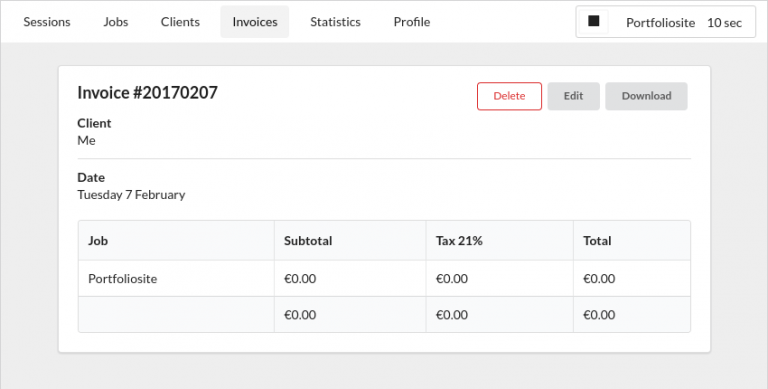 Sessions Jobs Clients Invoices Statistics Profile Portfoliosite 10 sec
Invoice #20170207 Delete Edit Download
Client
Me
Date
Tuesday 7 February
Job Subtotal Tax 21% Total
Portfoliosite €0.00 €0.00 €0.00
€0.00 €0.00 €0.00